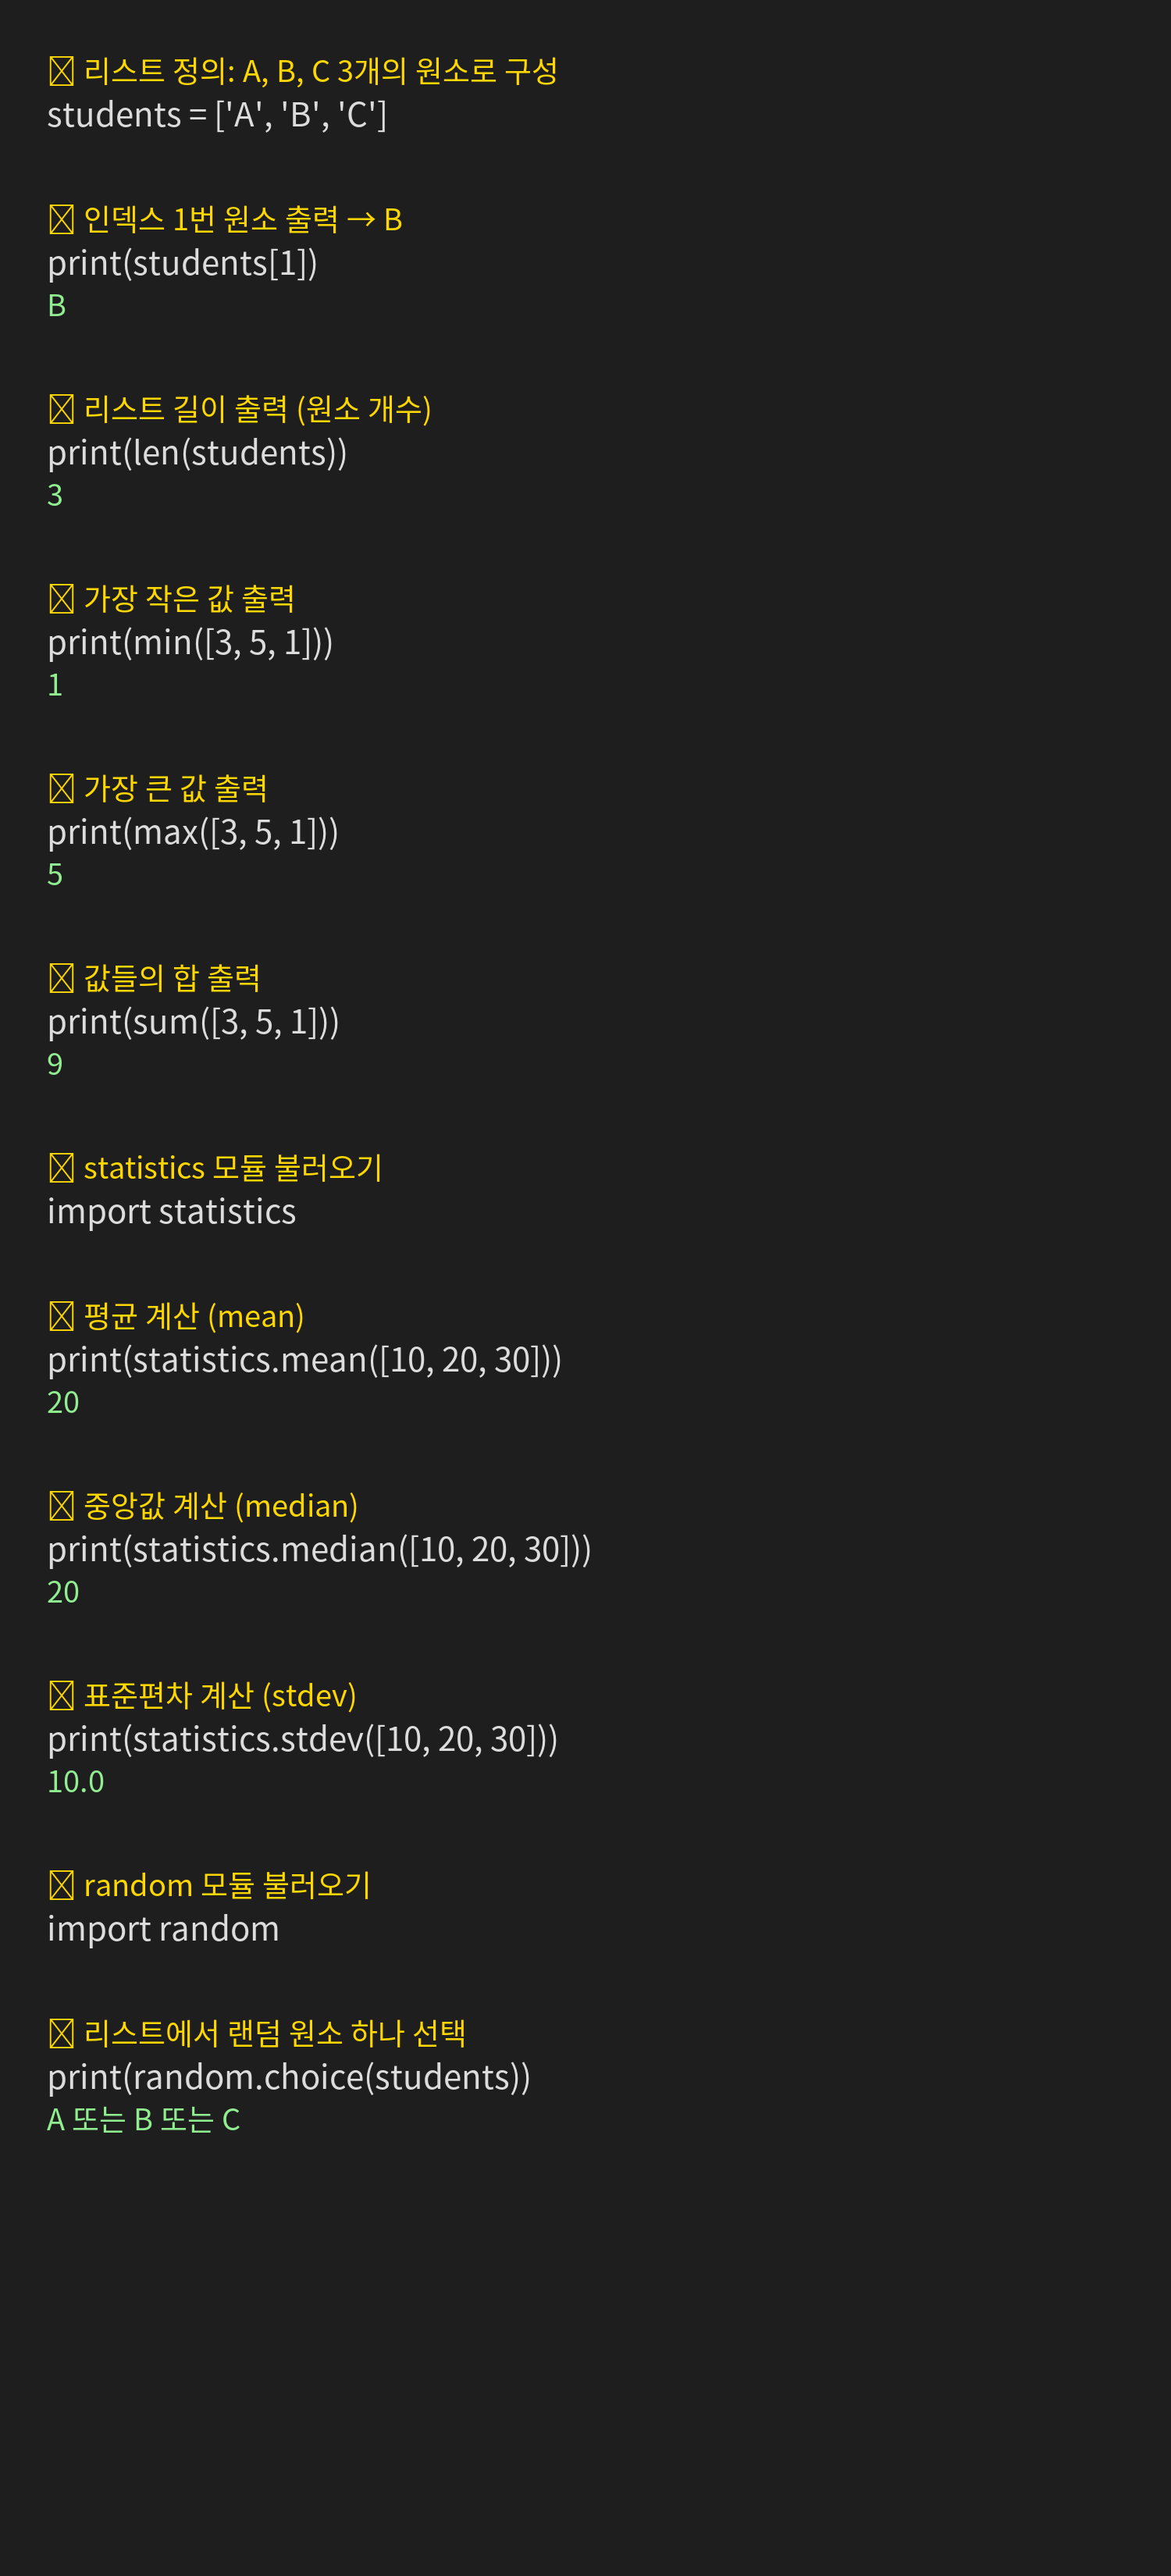 리스트 정의: A, B, C 3개의 원소로 구성
students = ['A', 'B', 'C']
인덱스 1번 원소 출력 → B
print(students[1])
B
리스트 길이 출력 (원소 개수)
print(len(students))
3
가장 작은 값 출력
print(min([3, 5, 1]))
1
가장 큰 값 출력
print(max([3, 5, 1]))
5
값들의 합 출력
print(sum([3, 5, 1]))
9
statistics 모듈 불러오기
import statistics
평균 계산 (mean)
print(statistics.mean([10, 20, 30]))
20
중앙값 계산 (median)
print(statistics.median([10, 20, 30]))
20
표준편차 계산 (stdev)
print(statistics.stdev([10, 20, 30]))
10.0
random 모듈 불러오기
import random
리스트에서 랜덤 원소 하나 선택
print(random.choice(students))
A 또는 B 또는 C